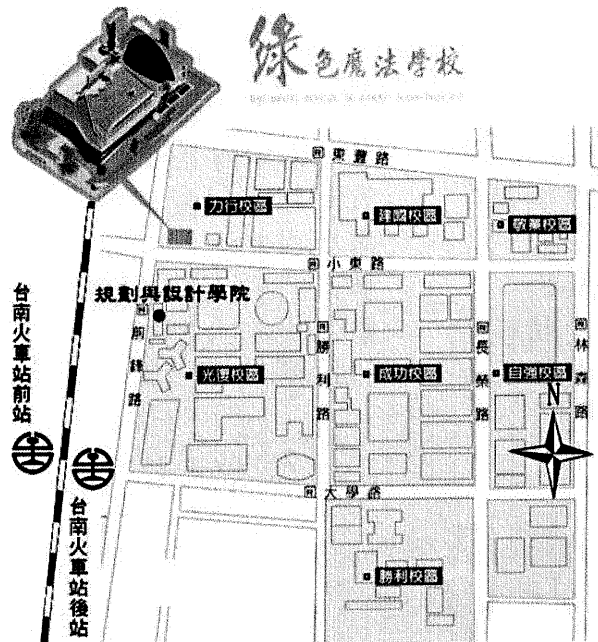 綠色魔法學校
東豐路
力行校區
建國校區
敬業校區
小東路
規劃與設計學院
台南火車站前站
前鋒路
勝利路
長榮路
林森路
光復校區
成功校區
自強校區
N
大學路
台南火車站後站
勝利校區